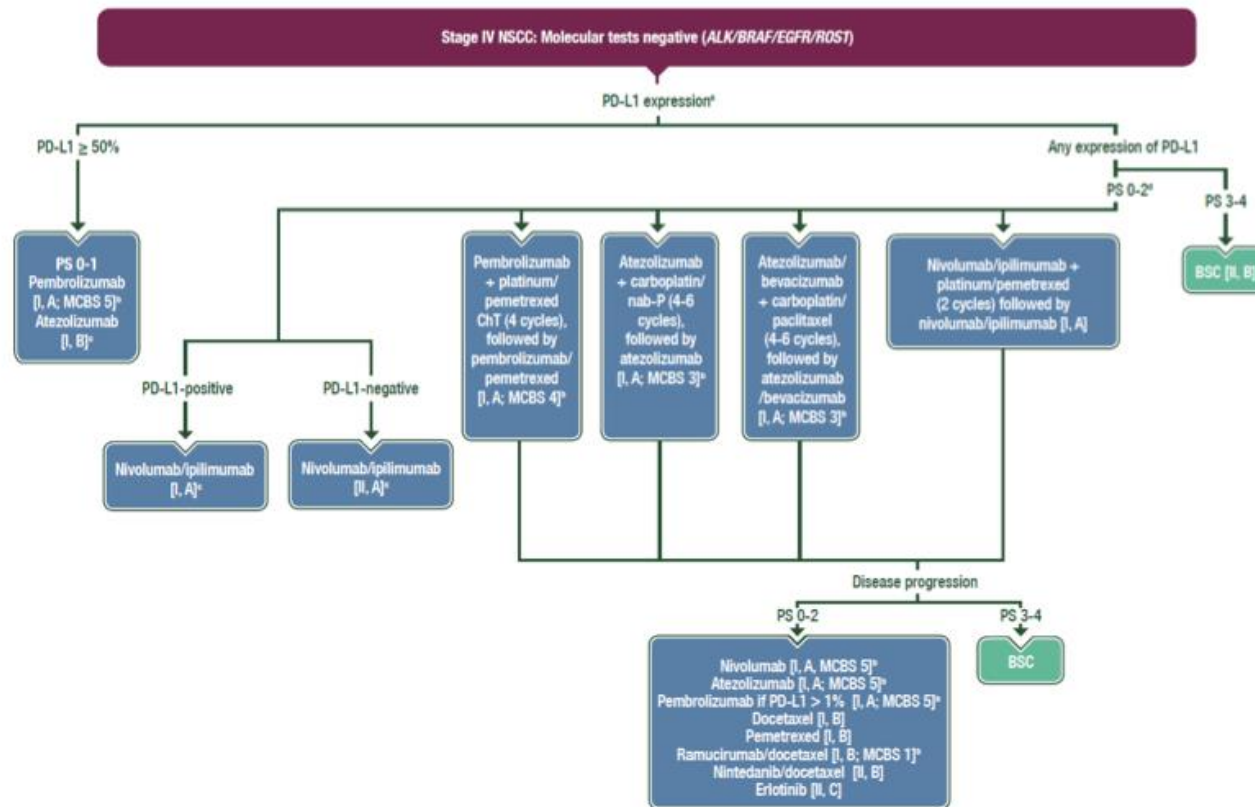 Stage IV NSCC: Molecular tests negative (ALK/BRAF/EGFR/ROS1)
PD-L1 expressionᵃ
PD-L1 ≥ 50%
Any expression of PD-L1
PS 0-2ᵈ
PS 3-4
PS 0-1
Pembrolizumab
[I, A; MCBS 5]ᵇ
Atezolizumab
[I, B]ᶜ
Pembrolizumab
+ platinum/
pemetrexed
ChT (4 cycles),
followed by
pembrolizumab/
pemetrexed
[I, A; MCBS 4]ᵇ
Atezolizumab
+ carboplatin/
nab-P (4-6
cycles),
followed by
atezolizumab
[I, A; MCBS 3]ᵇ
Atezolizumab/
bevacizumab
+ carboplatin/
paclitaxel
(4-6 cycles),
followed by
atezolizumab
/bevacizumab
[I, A; MCBS 3]ᵇ
Nivolumab/ipilimumab +
platinum/pemetrexed
(2 cycles) followed by
nivolumab/ipilimumab [I, A]
BSC [II, B]
PD-L1-positive
PD-L1-negative
Nivolumab/ipilimumab
[I, A]ᶜ
Nivolumab/ipilimumab
[II, A]ᶜ
Disease progression
PS 0-2
PS 3-4
Nivolumab [I, A, MCBS 5]ᵇ
Atezolizumab [I, A; MCBS 5]ᵇ
Pembrolizumab if PD-L1 > 1% [I, A; MCBS 5]ᵇ
Docetaxel [I, B]
Pemetrexed [I, B]
Ramucirumab/docetaxel [I, B; MCBS 1]ᵇ
Nintedanib/docetaxel [II, B]
Erlotinib [II, C]
BSC